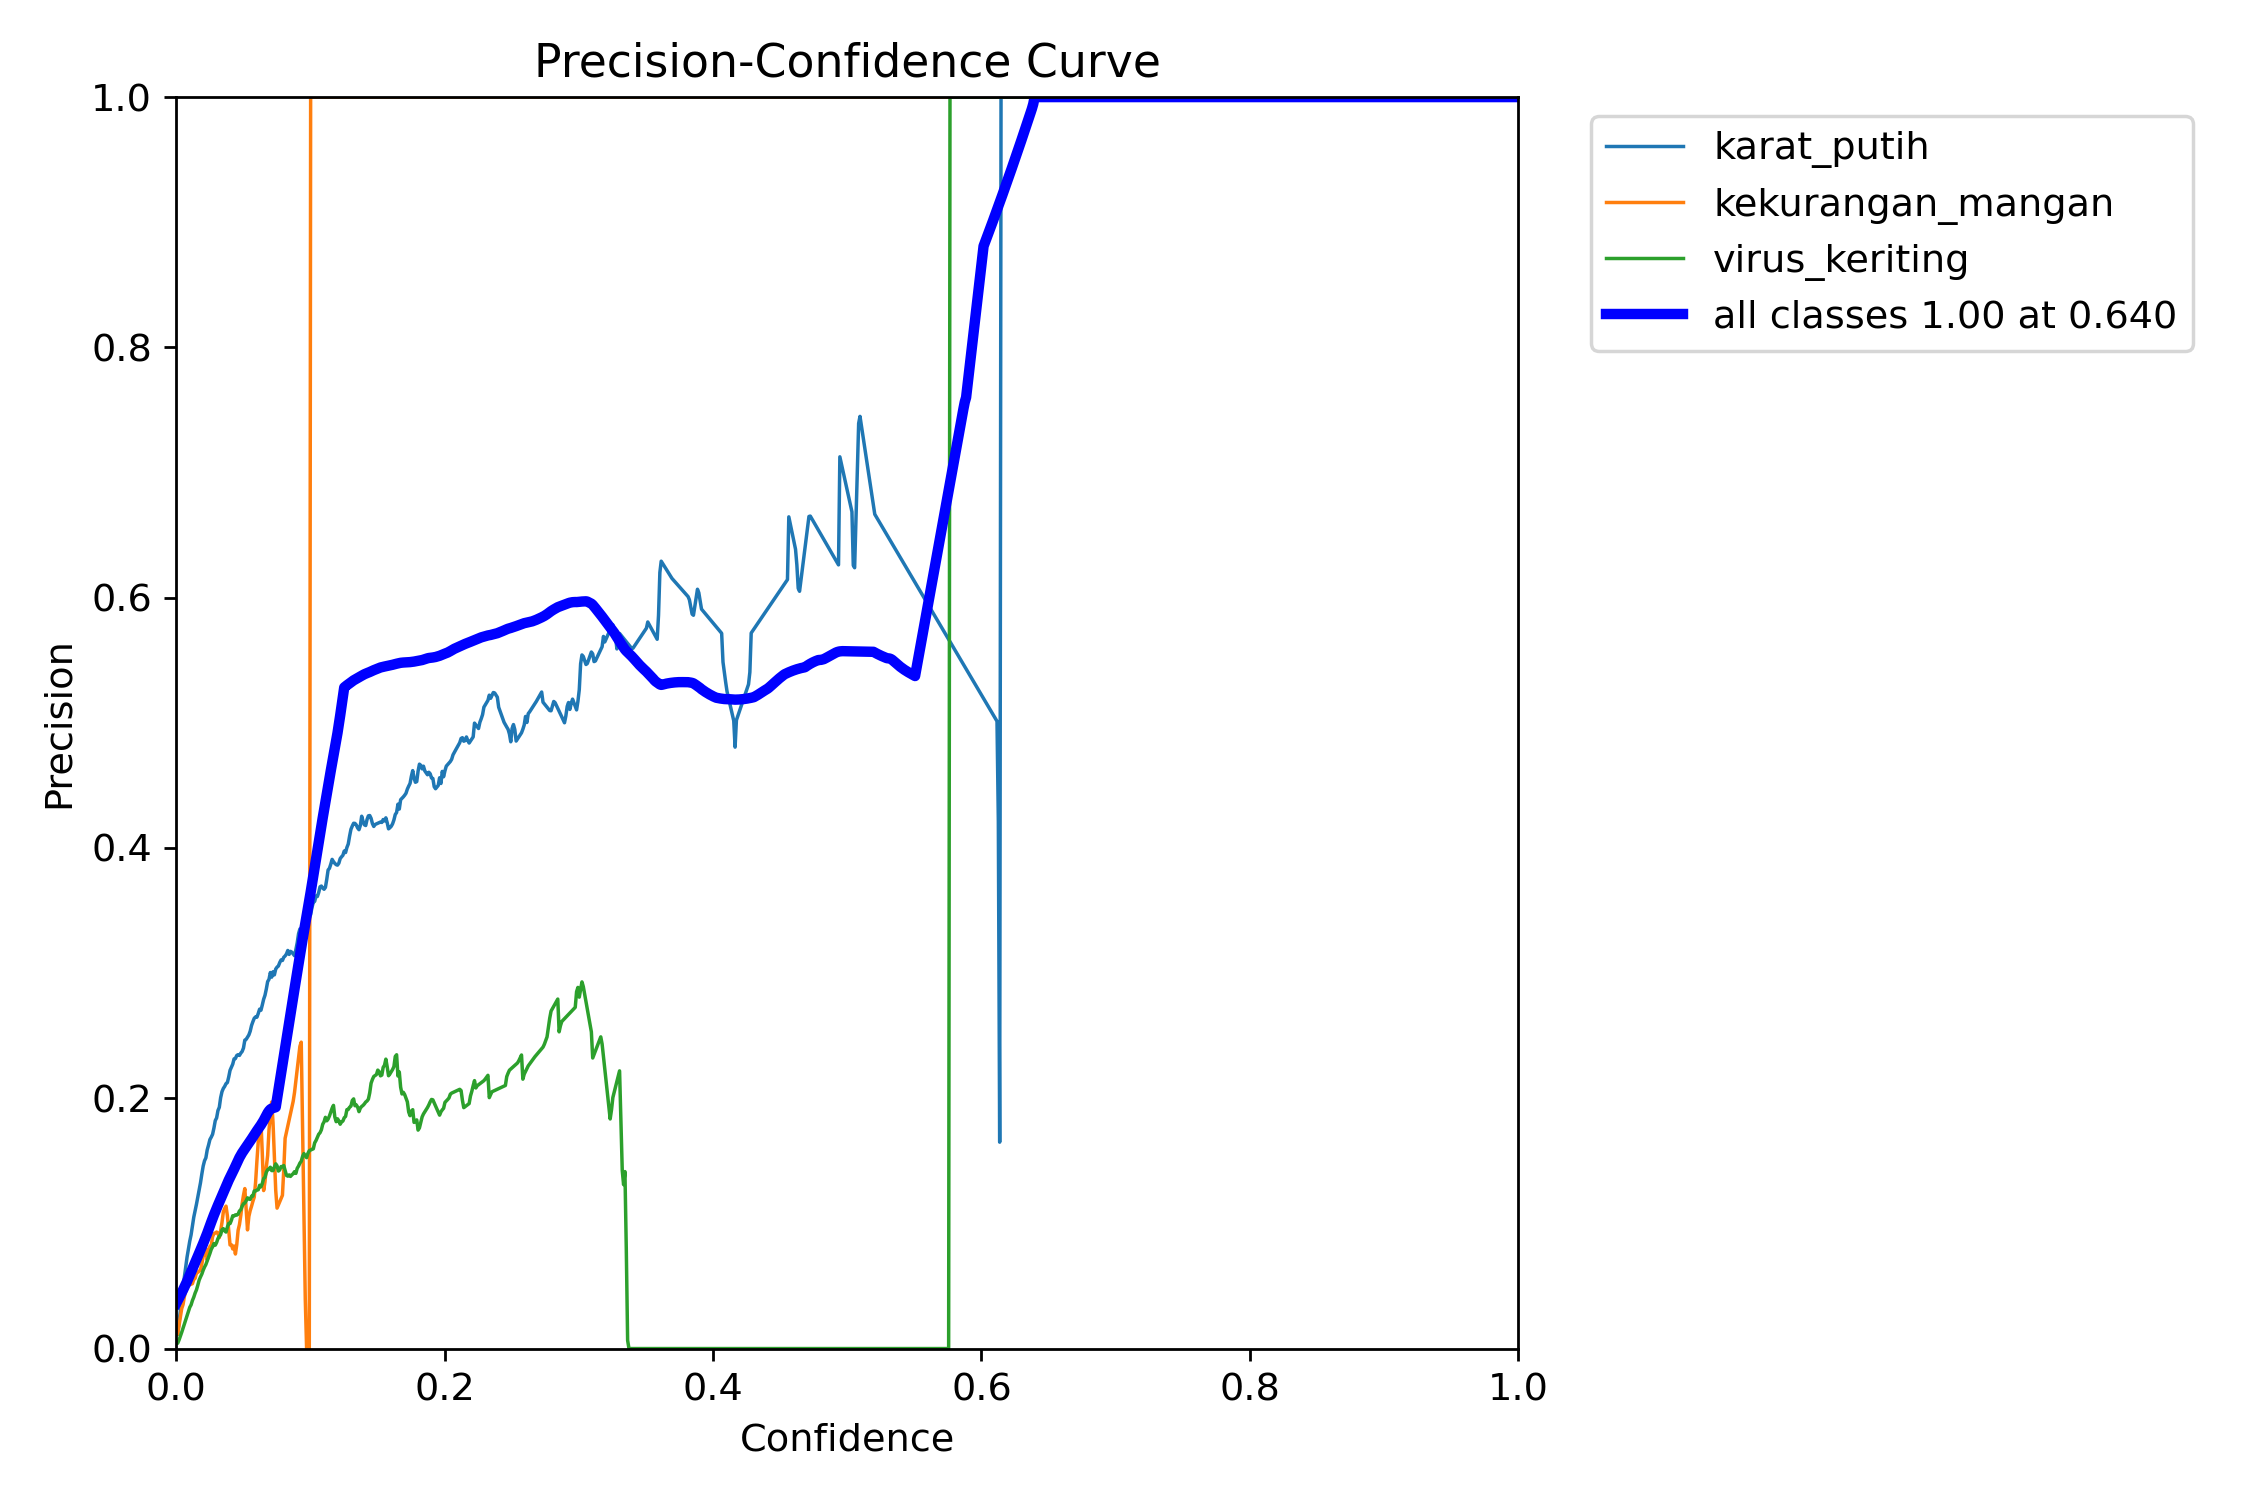 Precision-Confidence Curve
1.0
0.8
0.6
0.4
0.2
0.0
Precision
0.0 0.2 0.4 0.6 0.8 1.0
Confidence
karat_putih
kekurangan_mangan
virus_keriting
all classes 1.00 at 0.640